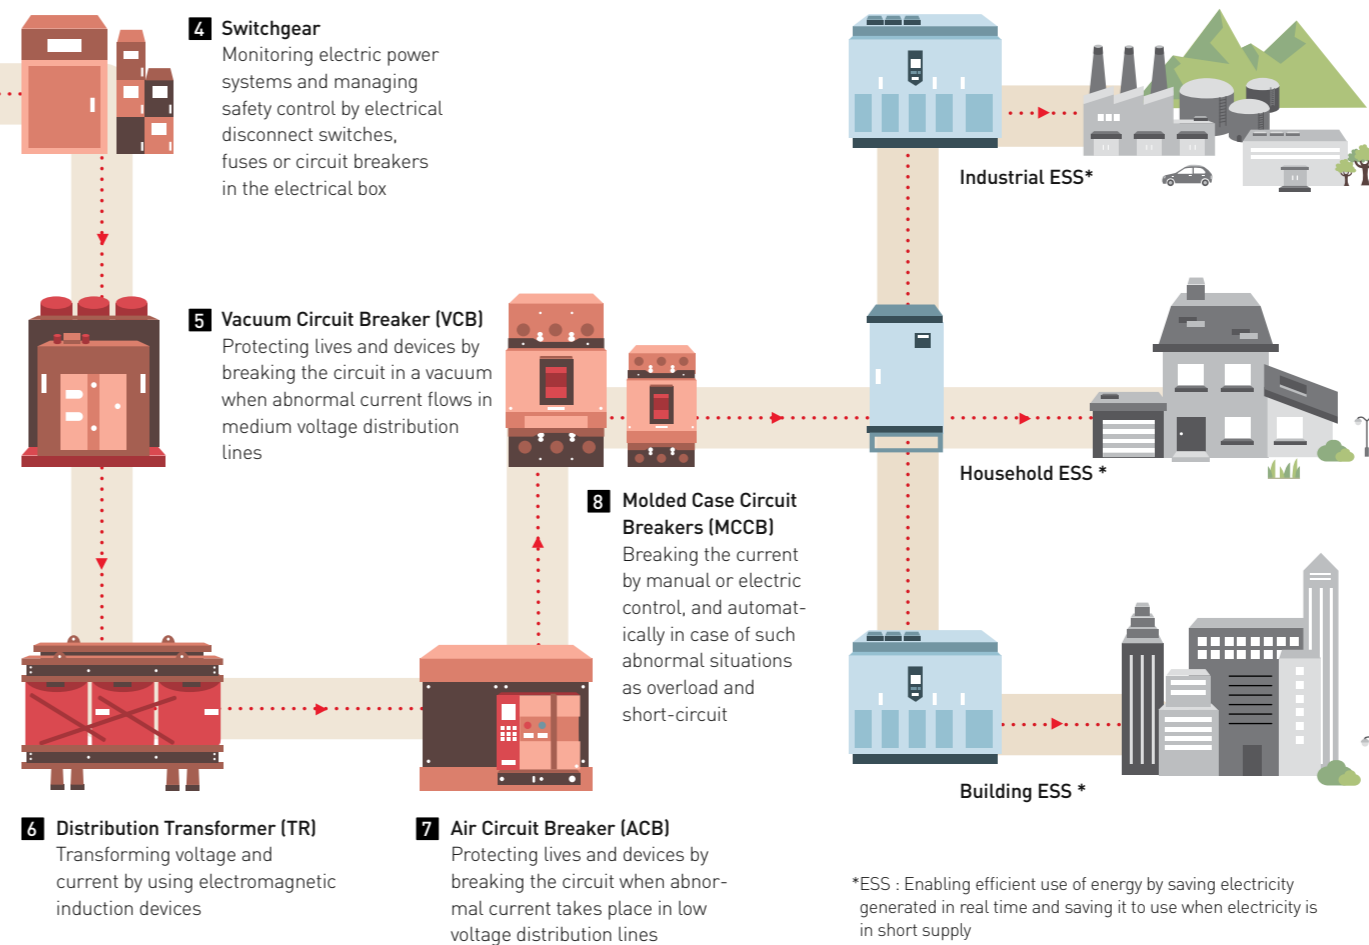 4 Switchgear
Monitoring electric power
systems and managing
safety control by electrical
disconnect switches,
fuses or circuit breakers
in the electrical box
5 Vacuum Circuit Breaker (VCB)
Protecting lives and devices by
breaking the circuit in a vacuum
when abnormal current flows in
medium voltage distribution
lines
6 Distribution Transformer (TR)
Transforming voltage and
current by using electromagnetic
induction devices
7 Air Circuit Breaker (ACB)
Protecting lives and devices by
breaking the circuit when abnor-
mal current takes place in low
voltage distribution lines
8 Molded Case Circuit
Breakers (MCCB)
Breaking the current
by manual or electric
control, and automat-
ically in case of such
abnormal situations
as overload and
short-circuit
Industrial ESS*
Household ESS *
Building ESS *
*ESS : Enabling efficient use of energy by saving electricity
generated in real time and saving it to use when electricity is
in short supply